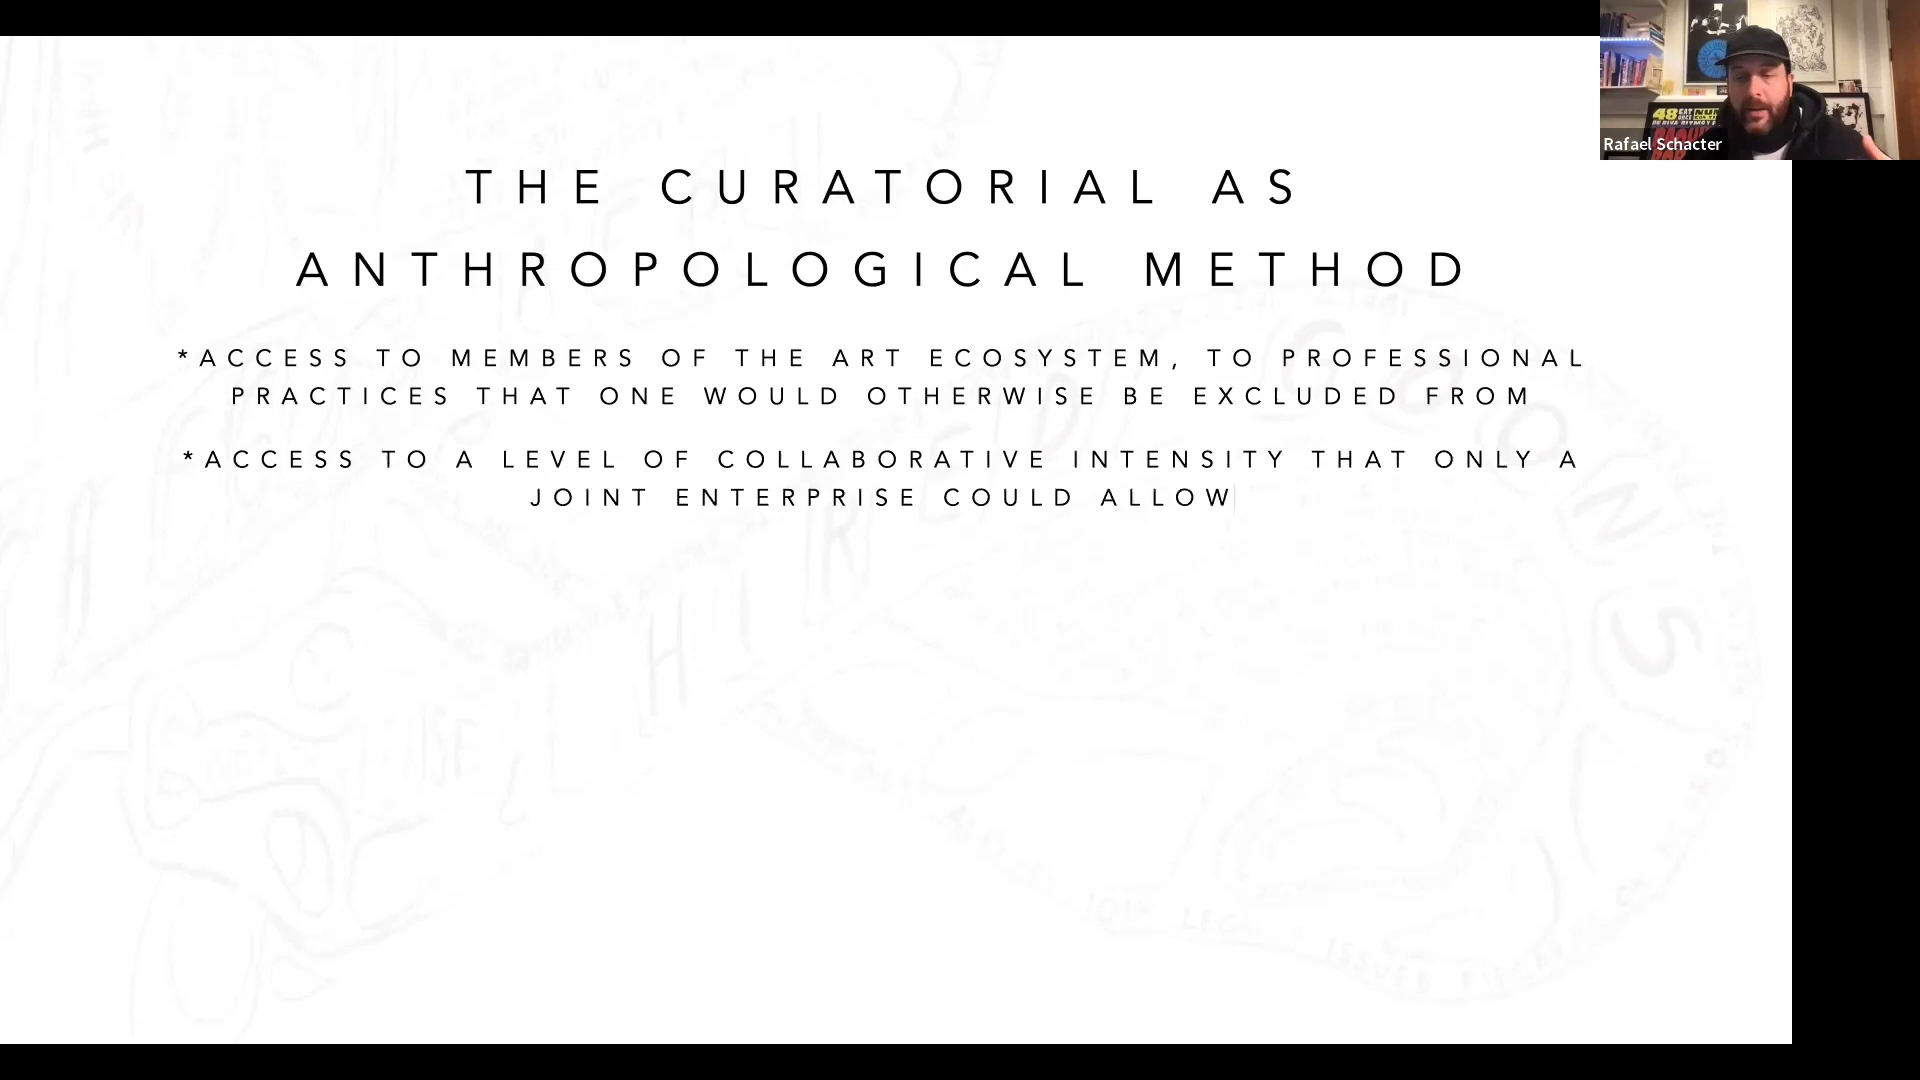 THE CURATORIAL AS
ANTHROPOLOGICAL METHOD
*ACCESS TO MEMBERS OF THE ART ECOSYSTEM, TO PROFESSIONAL
PRACTICES THAT ONE WOULD OTHERWISE BE EXCLUDED FROM
*ACCESS TO A LEVEL OF COLLABORATIVE INTENSITY THAT ONLY A
JOINT ENTERPRISE COULD ALLOW
48
Rafael Schacter